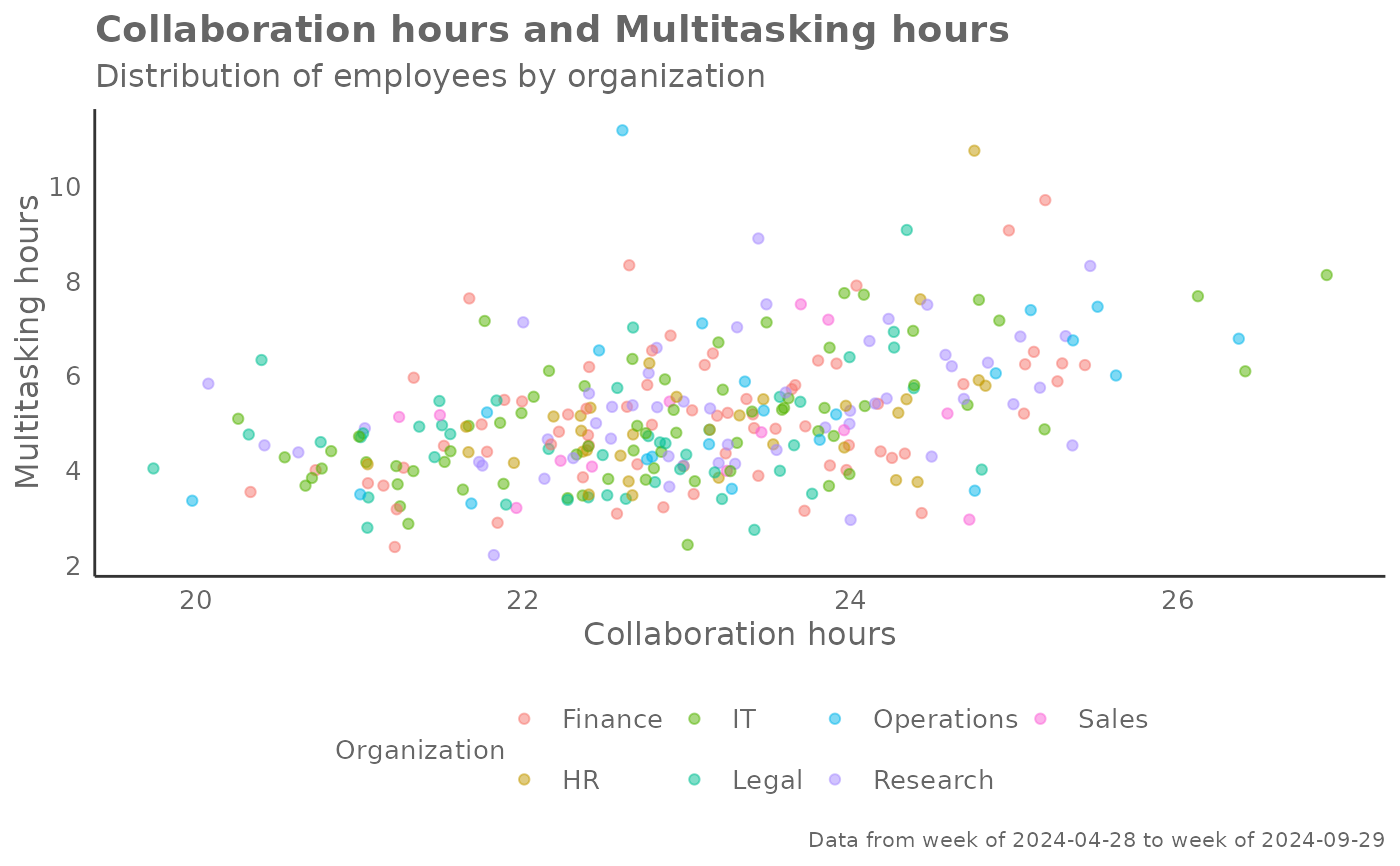 Collaboration hours and Multitasking hours
Distribution of employees by organization
Multitasking hours
10
8
6
4
2
20 22 24 26
Collaboration hours
Organization
Finance IT Operations Sales
HR Legal Research
Data from week of 2024-04-28 to week of 2024-09-29